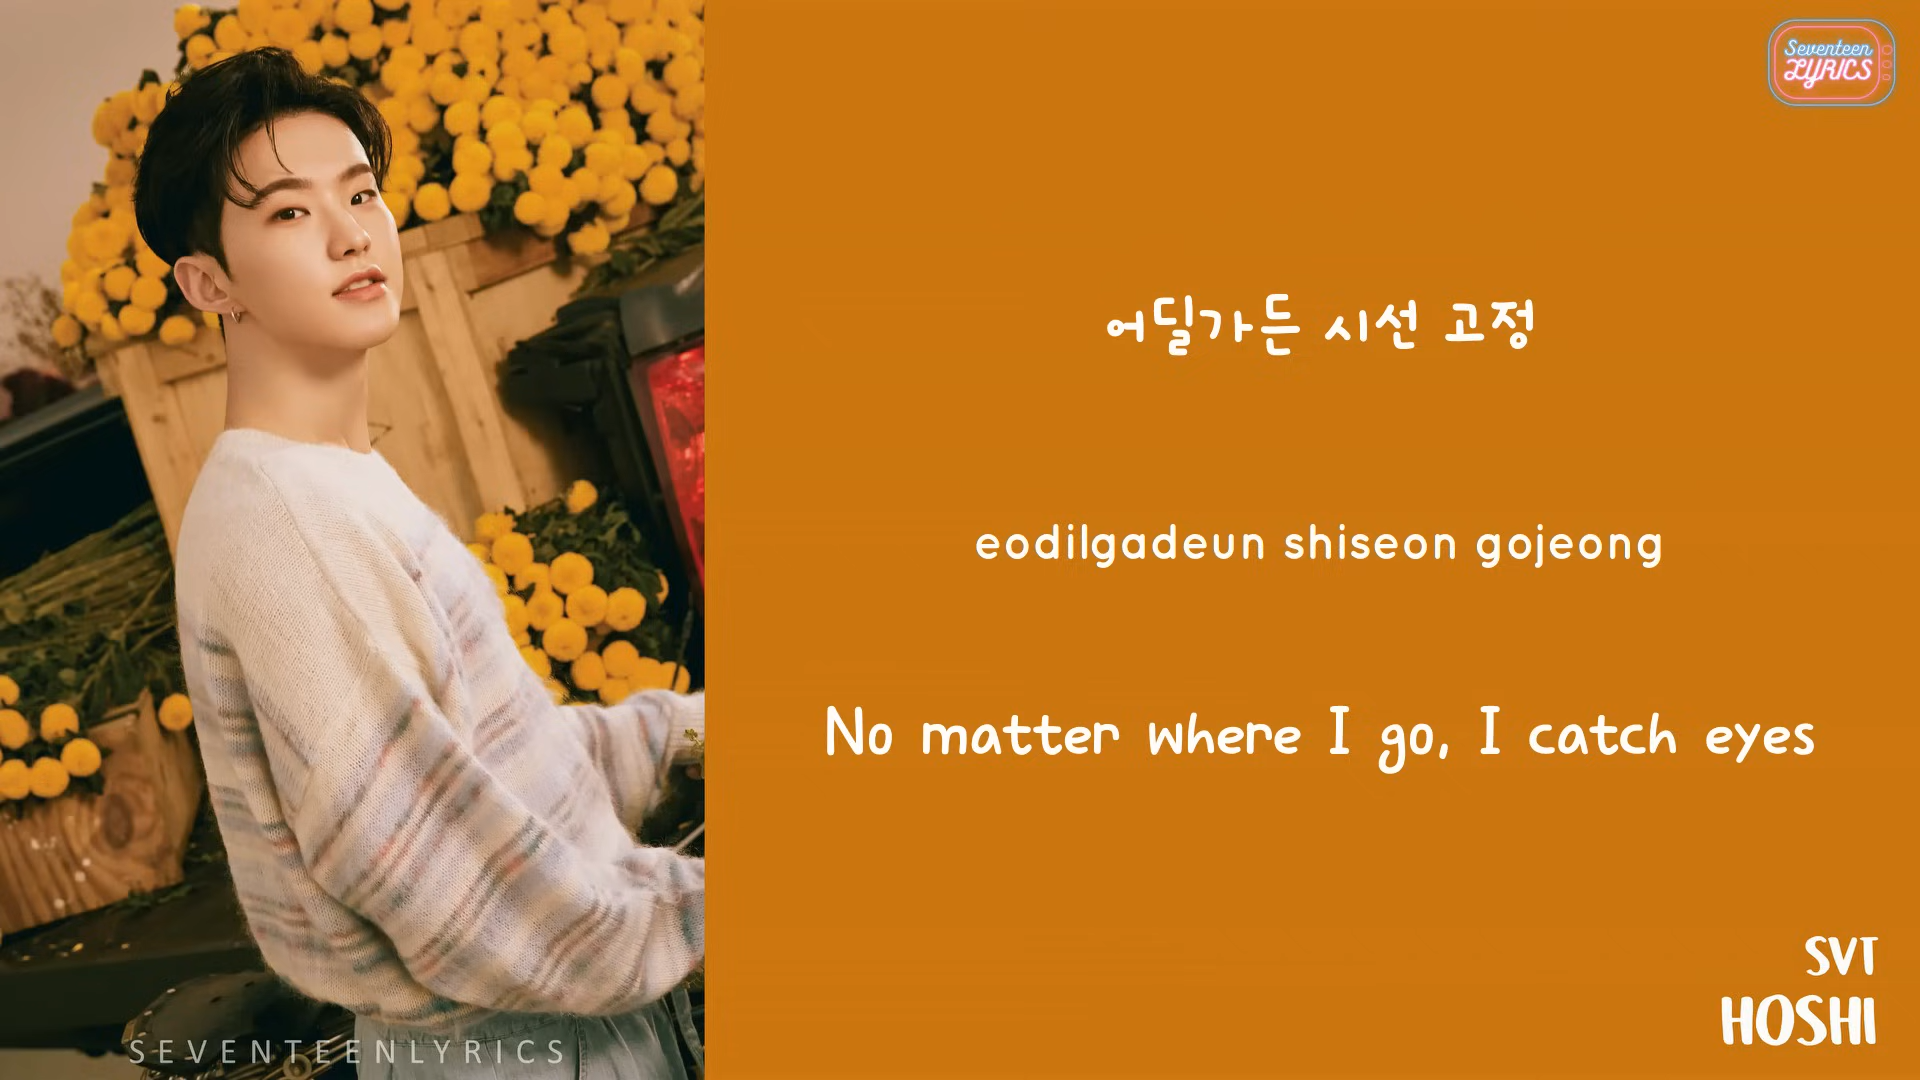 Seventeen
LYRICS
어딜가든 시선 고정
eodilgadeun shiseon gojeong
No matter where I go, I catch eyes
SVT
HOSHI
SEVENTEENLYRICS